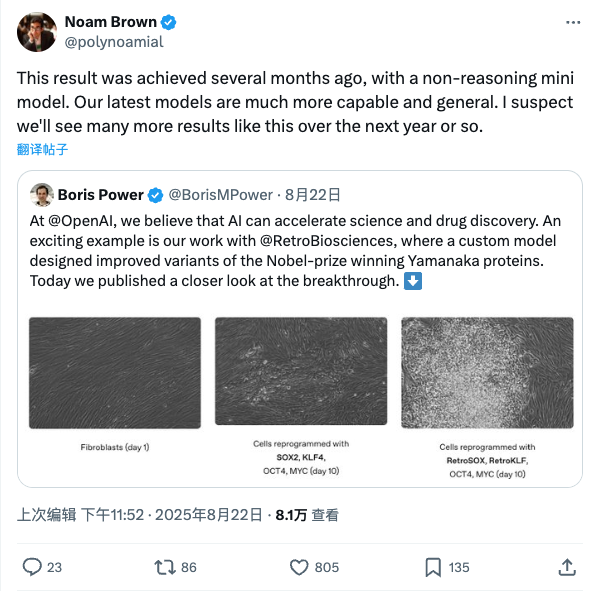 Noam Brown
@polynoamial
This result was achieved several months ago, with a non-reasoning mini
model. Our latest models are much more capable and general. I suspect
we'll see many more results like this over the next year or so.
翻译帖子
Boris Power @BorisMPower · 8月22日
At @OpenAI, we believe that AI can accelerate science and drug discovery. An
exciting example is our work with @RetroBiosciences, where a custom model
designed improved variants of the Nobel-prize winning Yamanaka proteins.
Today we published a closer look at the breakthrough. ⬇️
Fibroblasts (day 1)
Cells reprogrammed with
SOX2, KLF4,
OCT4, MYC (day 10)
Cells reprogrammed with
RetroSOX, RetroKLF,
OCT4, MYC (day 10)
上次编辑 下午11:52 · 2025年8月22日 · 8.1万 查看
23 86 805 135